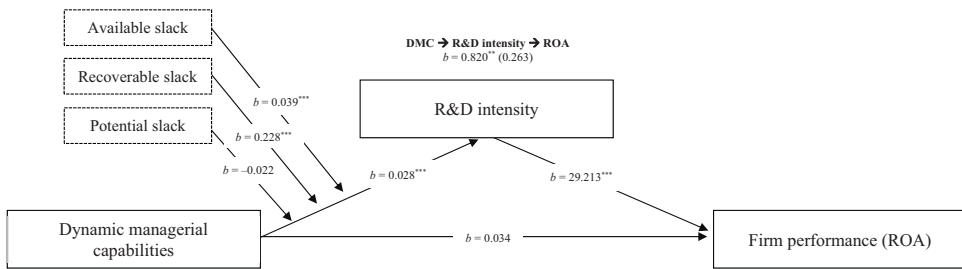 Available slack
Recoverable slack
Potential slack
DMC → R&D intensity → ROA
b = 0.820** (0.263)
R&D intensity
b = 0.039***
b = 0.228***
b = –0.022
b = 0.028***
b = 29.213***
Dynamic managerial
capabilities
b = 0.034
Firm performance (ROA)